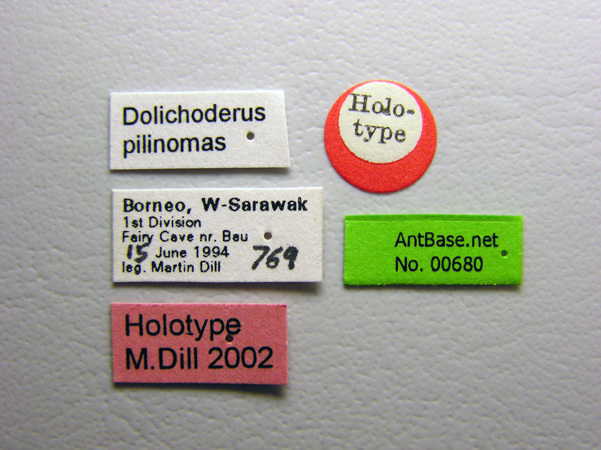 Dolichoderus
pilinomas
Holo-
type
Borneo, W-Sarawak
1st Division
Fairy Cave nr. Bau
15 June 1994 769
leg. Martin Dill
AntBase.net
No. 00680
Holotype
M.Dill 2002